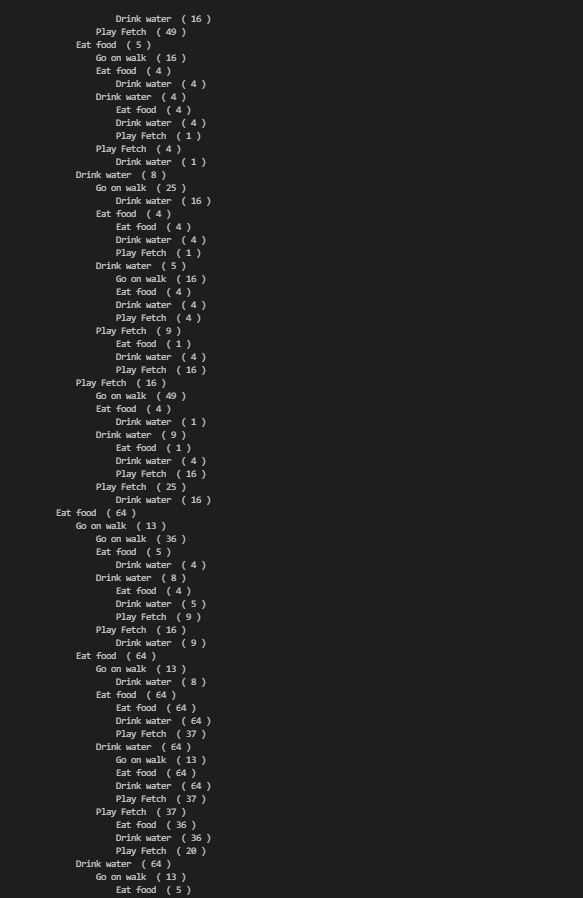 Drink water ( 16 )
Play Fetch ( 49 )
Eat food ( 5 )
Go on walk ( 16 )
Eat food ( 4 )
Drink water ( 4 )
Drink water ( 4 )
Eat food ( 4 )
Drink water ( 4 )
Play Fetch ( 1 )
Play Fetch ( 4 )
Drink water ( 1 )
Drink water ( 8 )
Go on walk ( 25 )
Drink water ( 16 )
Eat food ( 4 )
Eat food ( 4 )
Drink water ( 4 )
Play Fetch ( 1 )
Drink water ( 5 )
Go on walk ( 16 )
Eat food ( 4 )
Drink water ( 4 )
Play Fetch ( 4 )
Play Fetch ( 9 )
Eat food ( 1 )
Drink water ( 4 )
Play Fetch ( 16 )
Play Fetch ( 16 )
Go on walk ( 49 )
Eat food ( 4 )
Drink water ( 1 )
Drink water ( 9 )
Eat food ( 1 )
Drink water ( 4 )
Play Fetch ( 16 )
Play Fetch ( 25 )
Drink water ( 16 )
Eat food ( 64 )
Go on walk ( 13 )
Go on walk ( 36 )
Eat food ( 5 )
Drink water ( 4 )
Drink water ( 8 )
Eat food ( 4 )
Drink water ( 5 )
Play Fetch ( 9 )
Play Fetch ( 16 )
Drink water ( 9 )
Eat food ( 64 )
Go on walk ( 13 )
Drink water ( 8 )
Eat food ( 64 )
Eat food ( 64 )
Drink water ( 64 )
Play Fetch ( 37 )
Drink water ( 64 )
Go on walk ( 13 )
Eat food ( 64 )
Drink water ( 64 )
Play Fetch ( 37 )
Play Fetch ( 37 )
Eat food ( 36 )
Drink water ( 36 )
Play Fetch ( 20 )
Drink water ( 64 )
Go on walk ( 13 )
Eat food ( 5 )